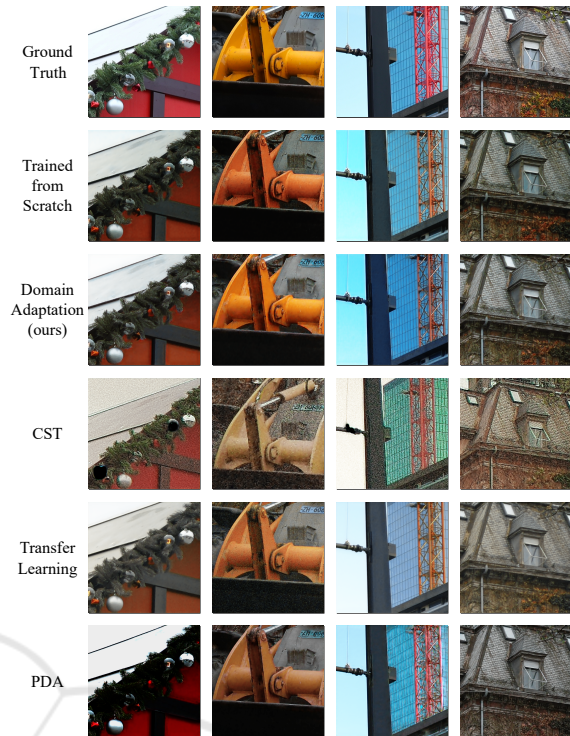 Ground
Truth
Trained
from
Scratch
Domain
Adaptation
(ours)
CST
Transfer
Learning
PDA